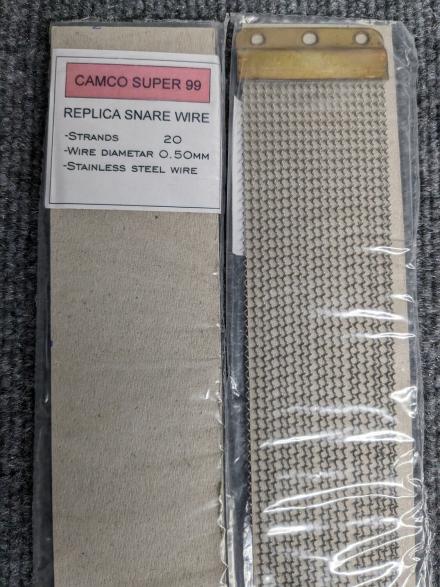 CAMCO SUPER 99
REPLICA SNARE WIRE
-STRANDS 20
-WIRE DIAMETAR 0.50MM
-STAINLESS STEEL WIRE